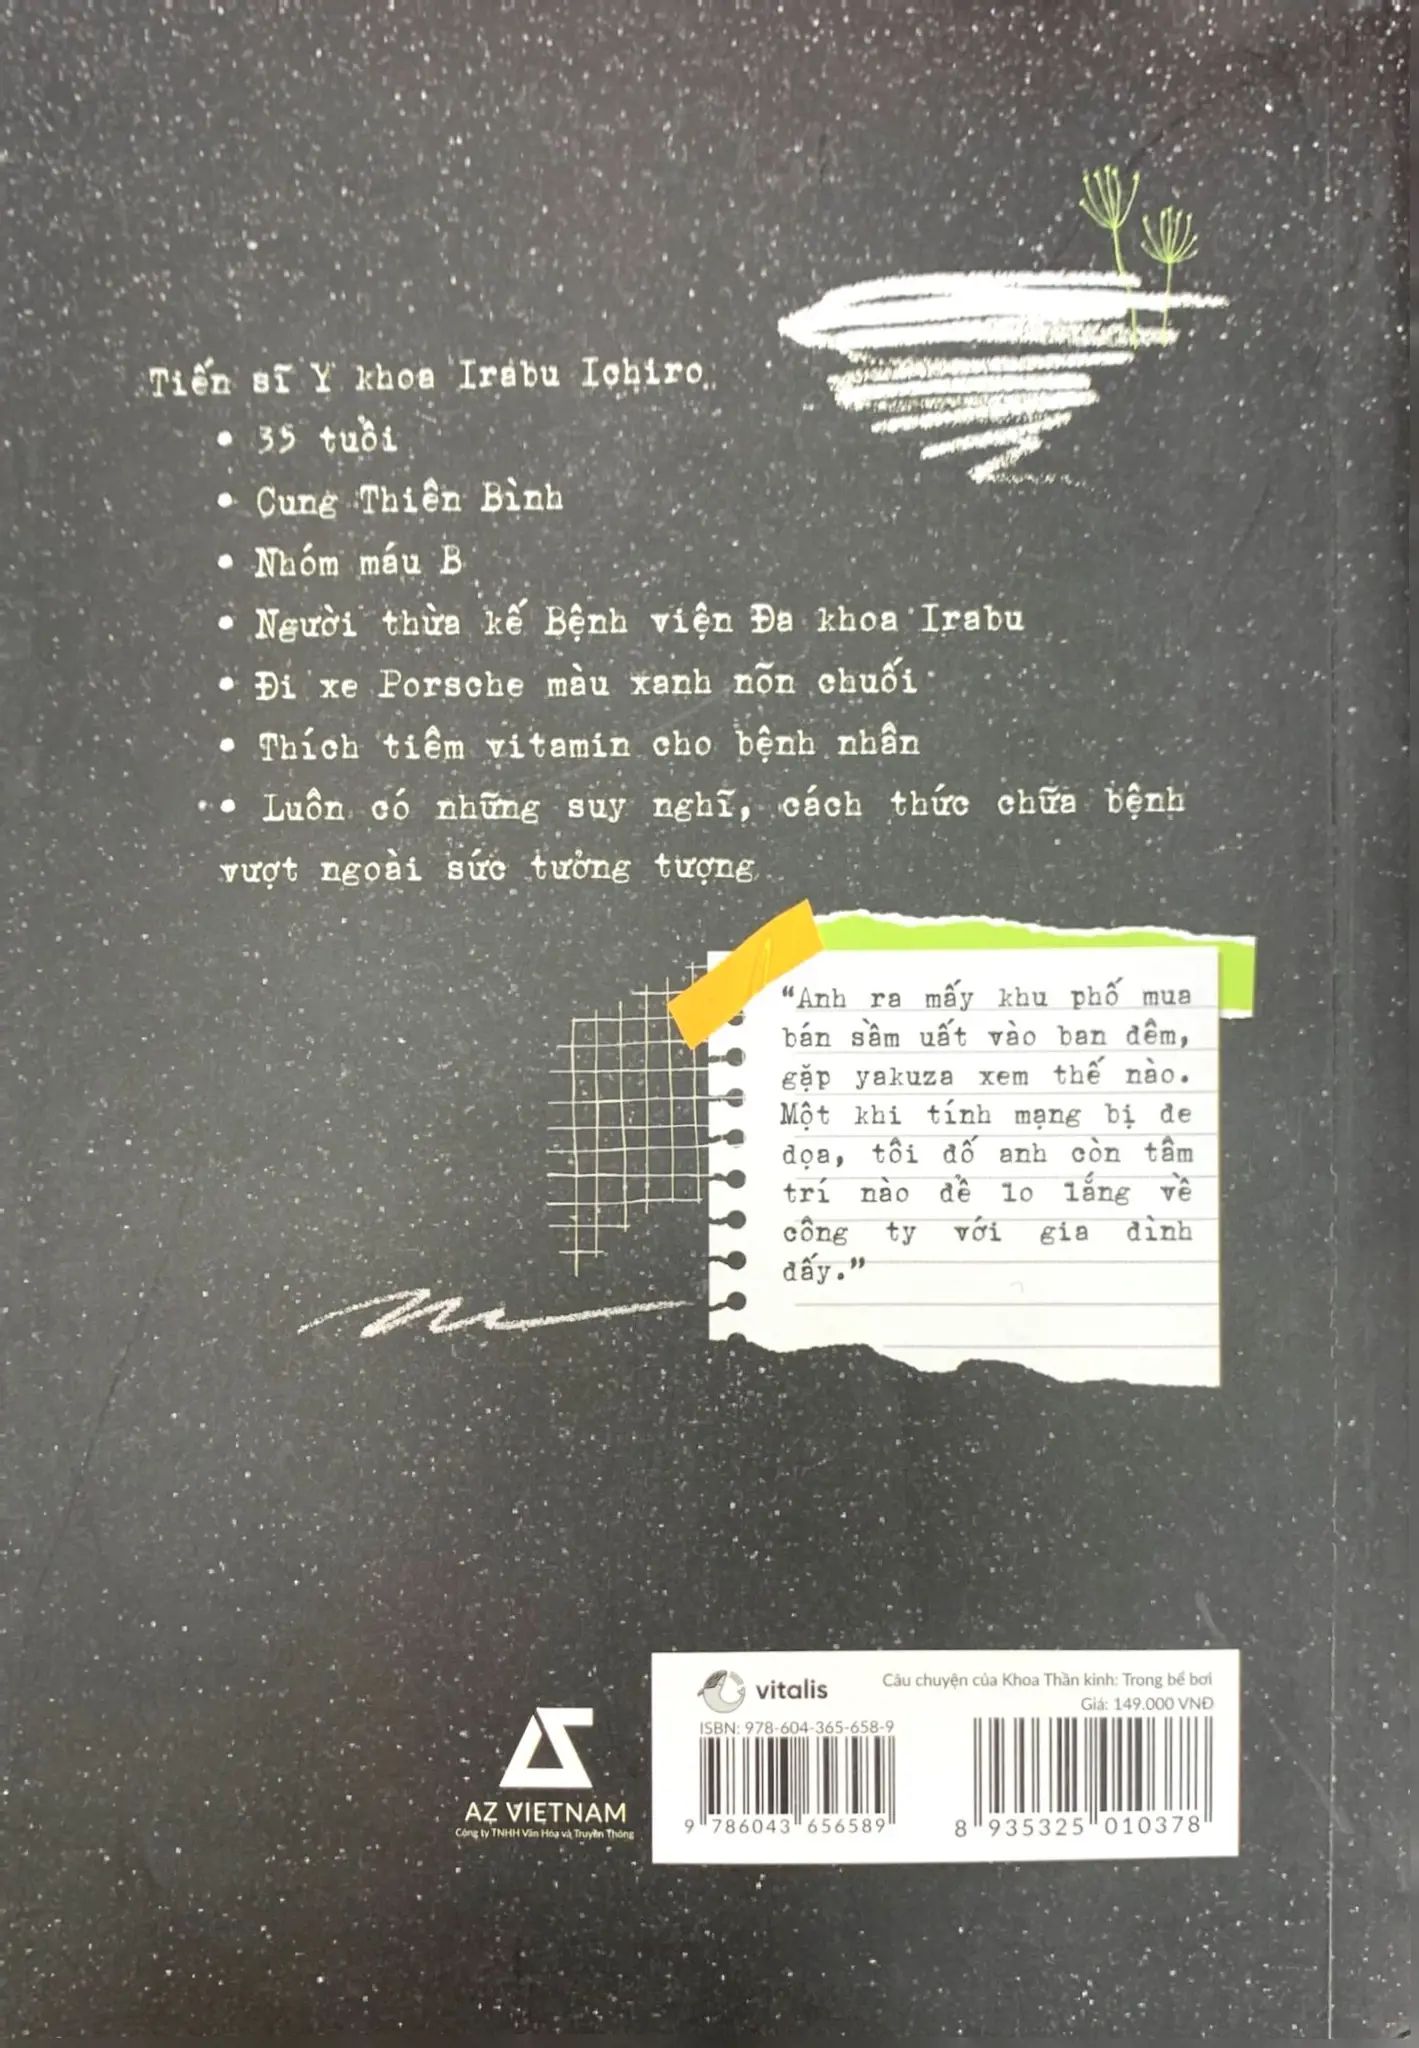 Tiến sĩ Y khoa Irabu Ichiro
• 35 tuổi
• Cung Thiên Bình
• Nhóm máu B
• Người thừa kế Bệnh viện Đa khoa Irabu
• Đi xe Porsche màu xanh nõn chuối
• Thích tiêm vitamin cho bệnh nhân
• Luôn có những suy nghĩ, cách thức chữa bệnh
vượt ngoài sức tưởng tượng
“Anh ra mấy khu phố mua
bán sầm uất vào ban đêm,
gặp yakuza xem thế nào.
Một khi tính mạng bị đe
dọa, tôi đố anh còn tâm
trí nào để lo lắng về
công ty với gia đình
đấy.”
AZ VIETNAM
Công ty TNHH Văn Hóa và Truyền Thông
vitalis
Câu chuyện của Khoa Thần kinh: Trong bể bơi
Giá: 149.000 VNĐ
ISBN: 978-604-365-658-9
9 786043 656589
8 935325 010378